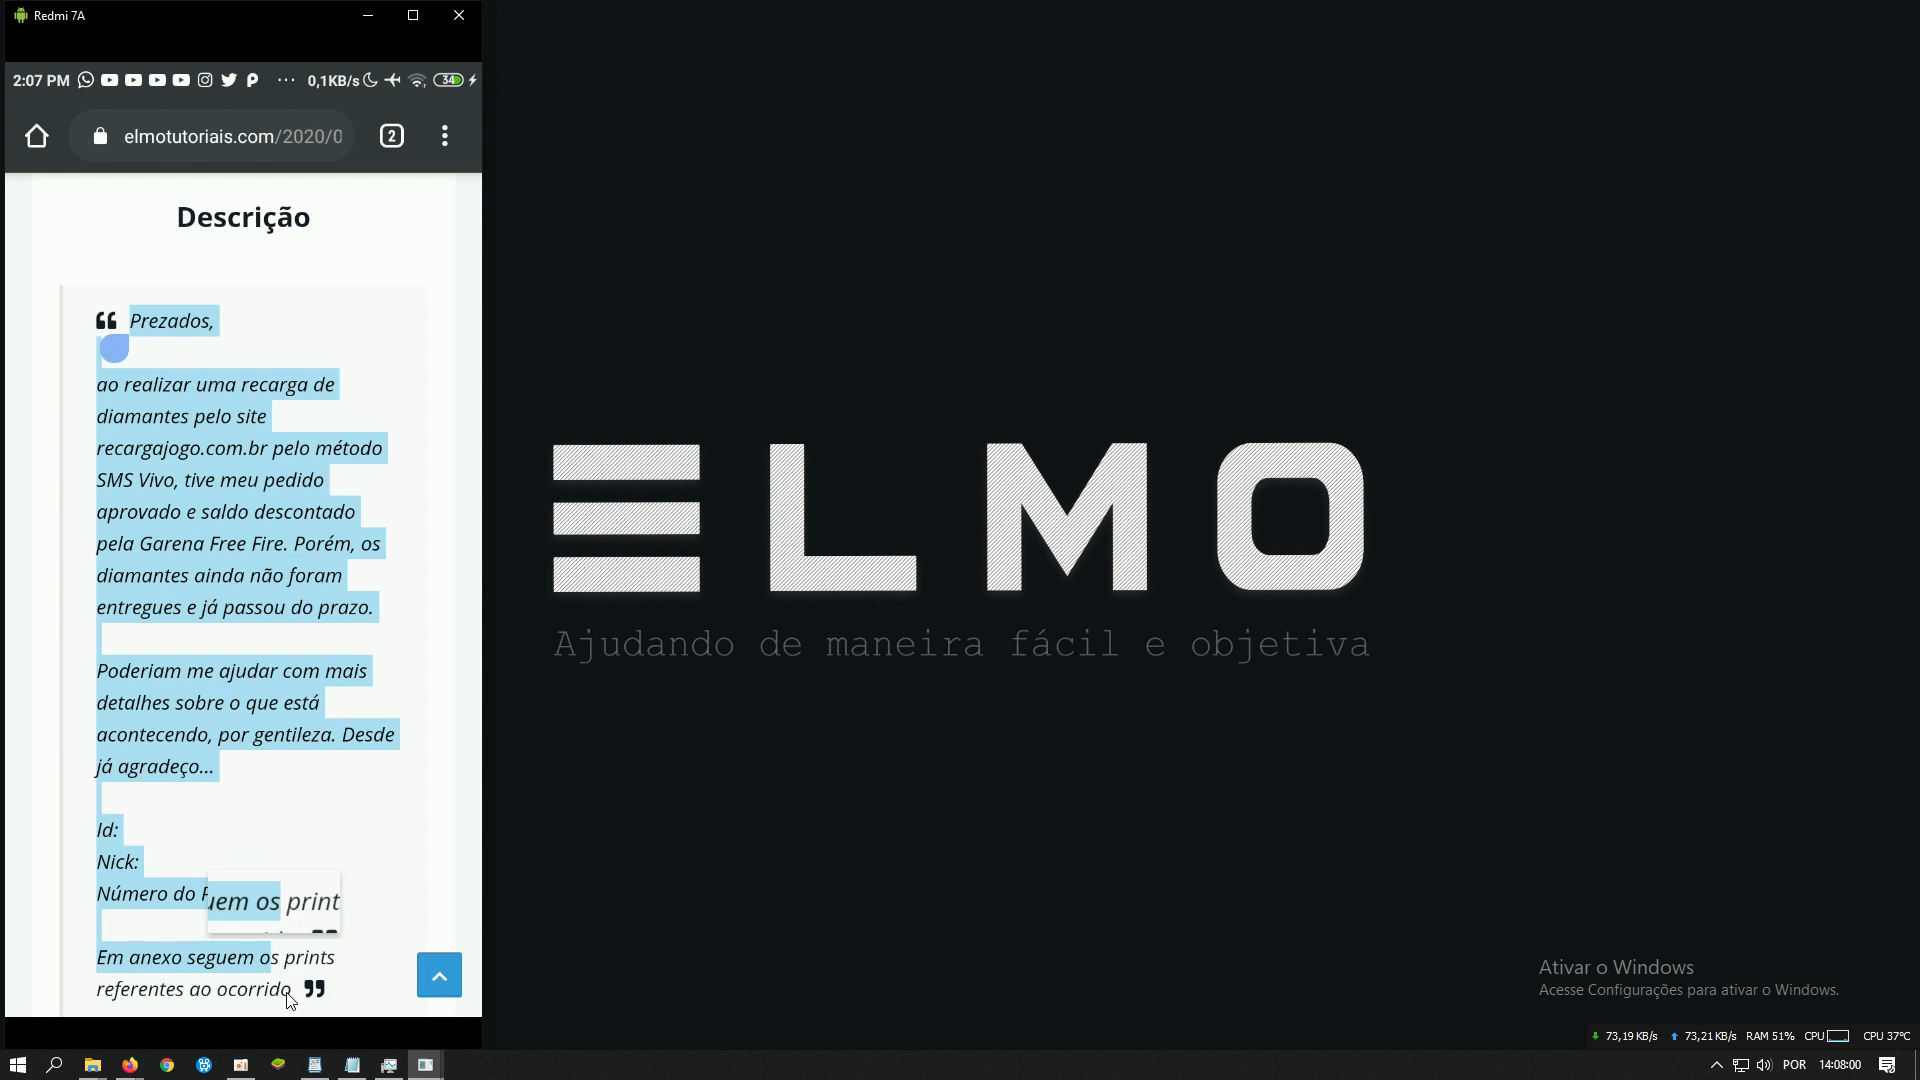 Redmi 7A
2:07 PM
0,1KB/s
34
elmotutoriais.com/2020/0
2
Descrição
Prezados,
ao realizar uma recarga de
diamantes pelo site
recargajogo.com.br pelo método
SMS Vivo, tive meu pedido
aprovado e saldo descontado
pela Garena Free Fire. Porém, os
diamantes ainda não foram
entregues e já passou do prazo.
Poderiam me ajudar com mais
detalhes sobre o que está
acontecendo, por gentileza. Desde
já agradeço...
Id:
Nick:
Número do
os print
Em anexo seguem os prints
referentes ao ocorrido
ELMO
Ajudando de maneira fácil e objetiva
Ativar o Windows
Acesse Configurações para ativar o Windows.
73,19 KB/s 73,21 KB/s RAM 51% CPU CPU 37°C
POR 14:08:00